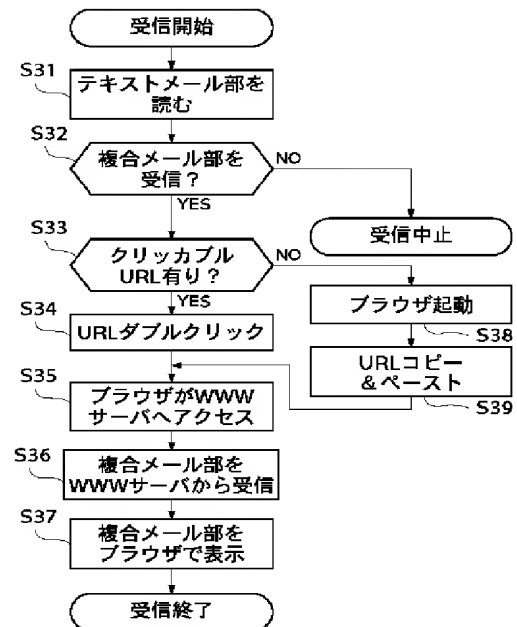 受信開始
S31
テキストメール部を
読む
S32
複合メール部を
受信？
NO
YES
受信中止
S33
クリッカブル
URL有り？
NO
YES
ブラウザ起動
S38
S34
URLダブルクリック
URLコピー
＆ペースト
S39
S35
ブラウザがWWW
サーバへアクセス
S36
複合メール部を
WWWサーバから受信
S37
複合メール部を
ブラウザで表示
受信終了